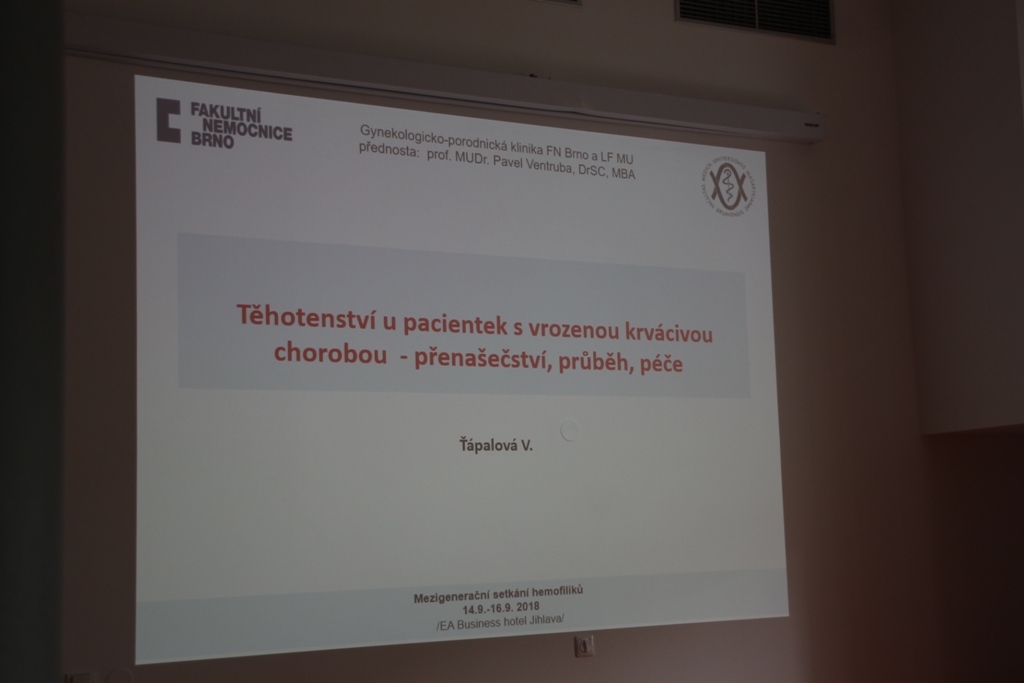 FAKULTNÍ
NEMOCNICE
BRNO
Gynekologicko-porodnická klinika FN Brno a LF MU
přednosta: prof. MUDr. Pavel Ventruba, DrSC, MBA
Těhotenství u pacientek s vrozenou krvácivou
chorobou - přenašečství, průběh, péče
Ťápalová V.
Mezigenerační setkání hemofiliků
14.9.-16.9. 2018
/EA Business hotel Jihlava/